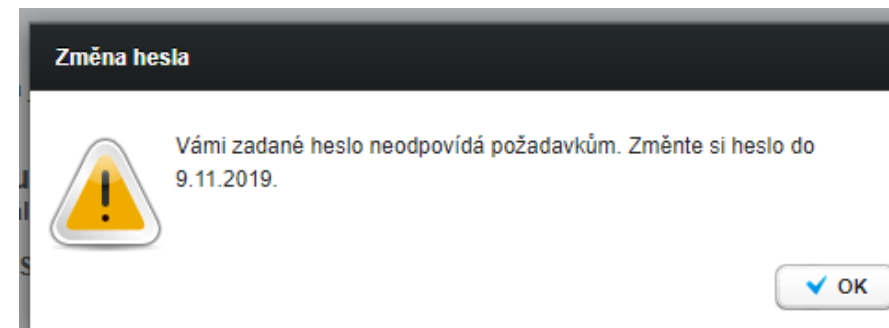 Změna hesla
Vámi zadané heslo neodpovídá požadavkům. Změnte si heslo do
9.11.2019.
OK